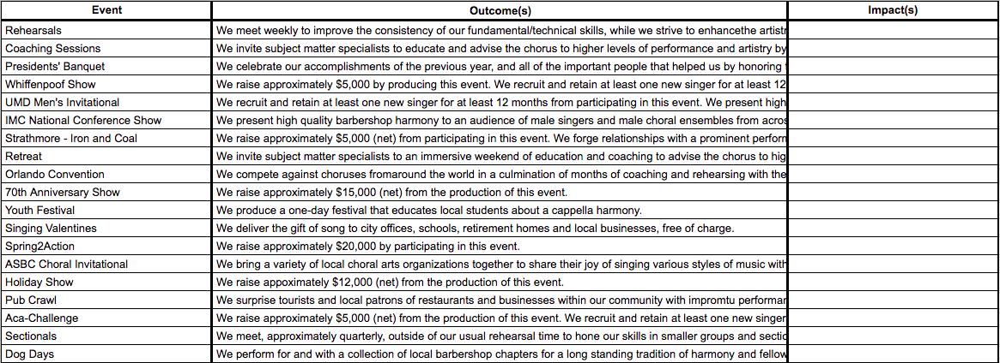 Event Outcome(s) Impact(s)
Rehearsals We meet weekly to improve the consistency of our fundamental/technical skills, while we strive to enhancethe artistr
Coaching Sessions We invite subject matter specialists to educate and advise the chorus to higher levels of performance and artistry by
Presidents' Banquet We celebrate our accomplishments of the previous year, and all of the important people that helped us by honoring
Whiffenpoof Show We raise approximately $5,000 by producing this event. We recruit and retain at least one new singer for at least 12
UMD Men's Invitational We recruit and retain at least one new singer for at least 12 months from participating in this event. We present high
IMC National Conference Show We present high quality barbershop harmony to an audience of male singers and male choral ensembles from acros
Strathmore - Iron and Coal We raise approximately $5,000 (net) from participating in this event. We forge relationships with a prominent perforn
Retreat We invite subject matter specialists to an immersive weekend of education and coaching to advise the chorus to hig
Orlando Convention We compete against choruses fromaround the world in a culmination of months of coaching and rehearsing with the
70th Anniversary Show We raise approximately $15,000 (net) from the production of this event.
Youth Festival We produce a one-day festival that educates local students about a cappella harmony.
Singing Valentines We deliver the gift of song to city offices, schools, retirement homes and local businesses, free of charge.
Spring2Action We raise approximately $20,000 by participating in this event.
ASBC Choral Invitational We bring a variety of local choral arts organizations together to share their joy of singing various styles of music with
Holiday Show We raise appoximately $12,000 (net) from the production of this event.
Pub Crawl We surprise tourists and local patrons of restaurants and businesses within our community with impromtu performar
Aca-Challenge We raise approximately $5,000 (net) from the production of this event. We recruit and retain at least one new singer
Sectionals We meet, approximately quarterly, outside of our usual rehearsal time to hone our skills in smaller groups and sectio
Dog Days We perform for and with a collection of local barbershop chapters for a long standing tradition of harmony and fellow